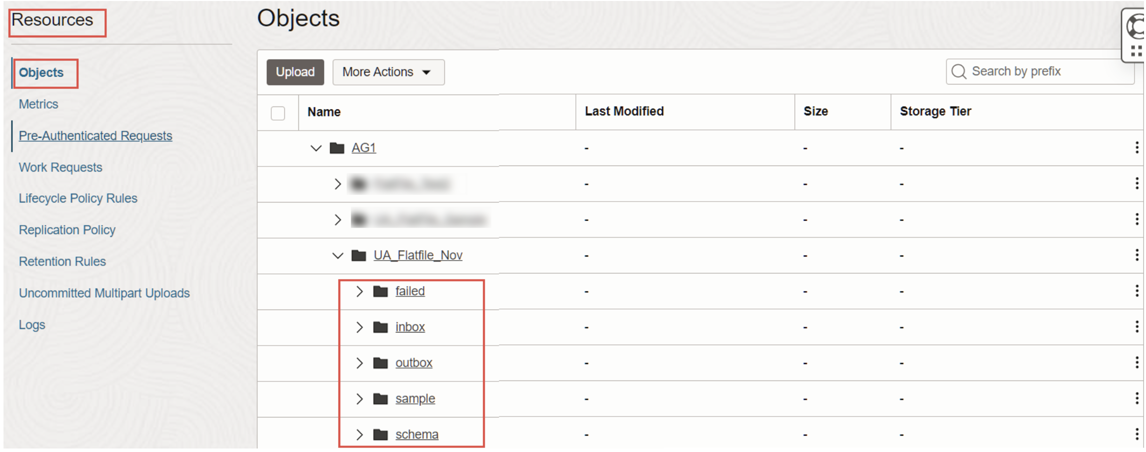 Resources
Objects
Metrics
Pre-Authenticated Requests
Work Requests
Lifecycle Policy Rules
Replication Policy
Retention Rules
Uncommitted Multipart Uploads
Logs
Objects
Upload More Actions Search by prefix
Name Last Modified Size Storage Tier
AG1 - - -
- - -
- - -
UA_Flatfile_Nov - - -
failed - - -
inbox - - -
outbox - - -
sample - - -
schema - - -